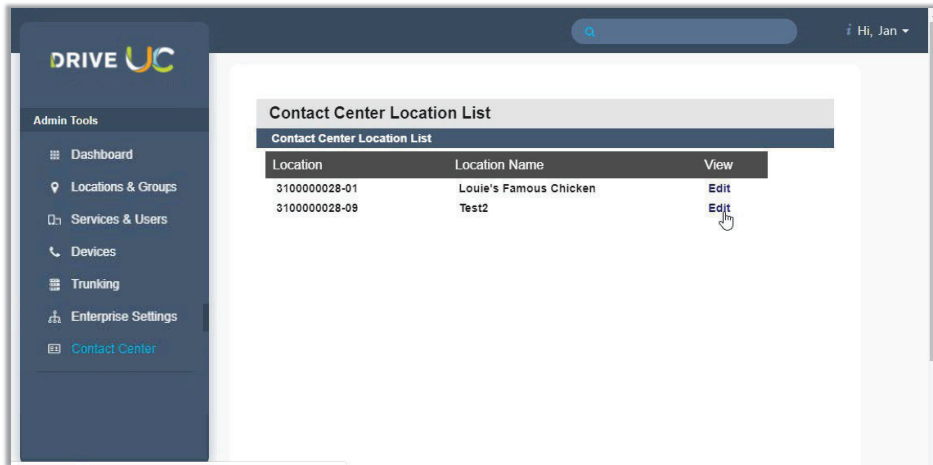 i Hi, Jan
DRIVE UC
Admin Tools
Dashboard
Locations & Groups
Services & Users
Devices
Trunking
Enterprise Settings
Contact Center
Contact Center Location List
Contact Center Location List
Location Location Name View
3100000028-01 Louie's Famous Chicken Edit
3100000028-09 Test2 Edit